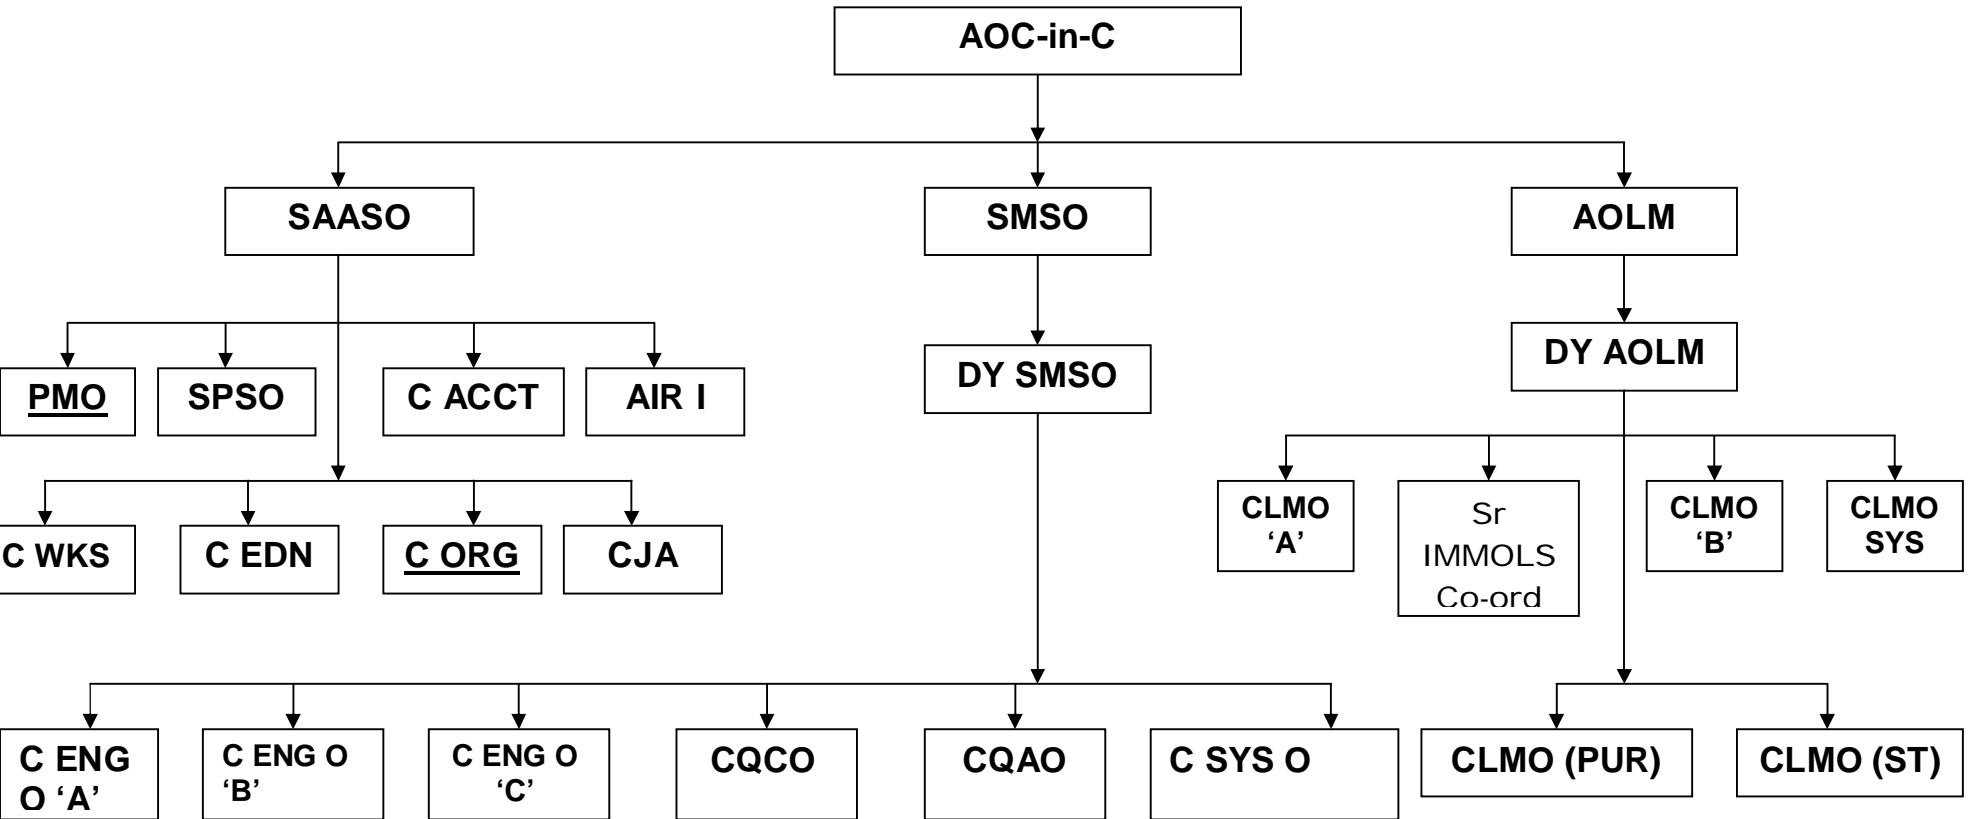 AOC-in-C
SAASO
SMSO
AOLM
DY SMSO
DY AOLM
PMO
SPSO
C ACCT
AIR I
C WKS
C EDN
C ORG
CJA
CLMO
‘A’
Sr
IMMOLS
Co-ord
CLMO
‘B’
CLMO
SYS
C ENG
O ‘A’
C ENG O
‘B’
C ENG O
‘C’
CQCO
CQAO
C SYS O
CLMO (PUR)
CLMO (ST)